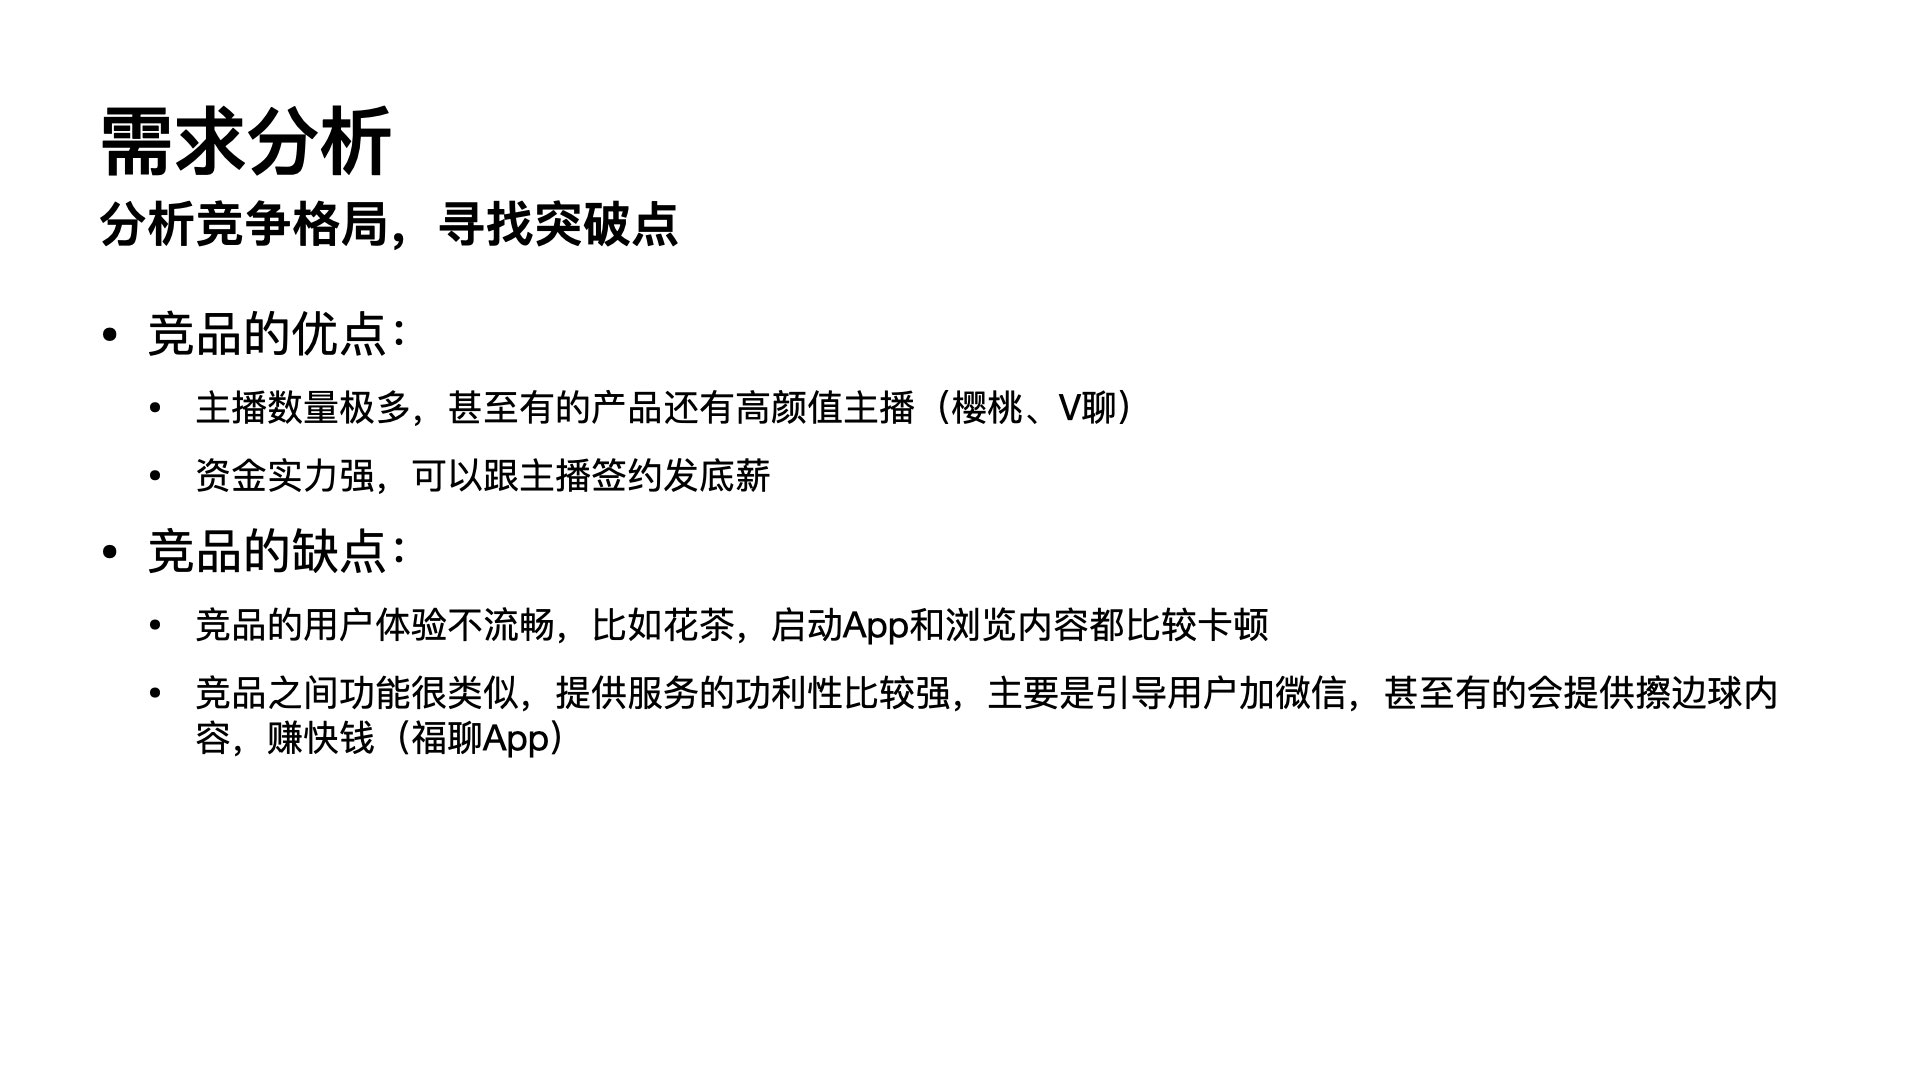 需求分析
分析竞争格局，寻找突破点
• 竞品的优点：
• 主播数量极多，甚至有的产品还有高颜值主播（樱桃、V聊）
• 资金实力强，可以跟主播签约发底薪
• 竞品的缺点：
• 竞品的用户体验不流畅，比如花茶，启动App和浏览内容都比较卡顿
• 竞品之间功能很类似，提供服务的功利性比较强，主要是引导用户加微信，甚至有的会提供擦边球内
容，赚快钱（福聊App）